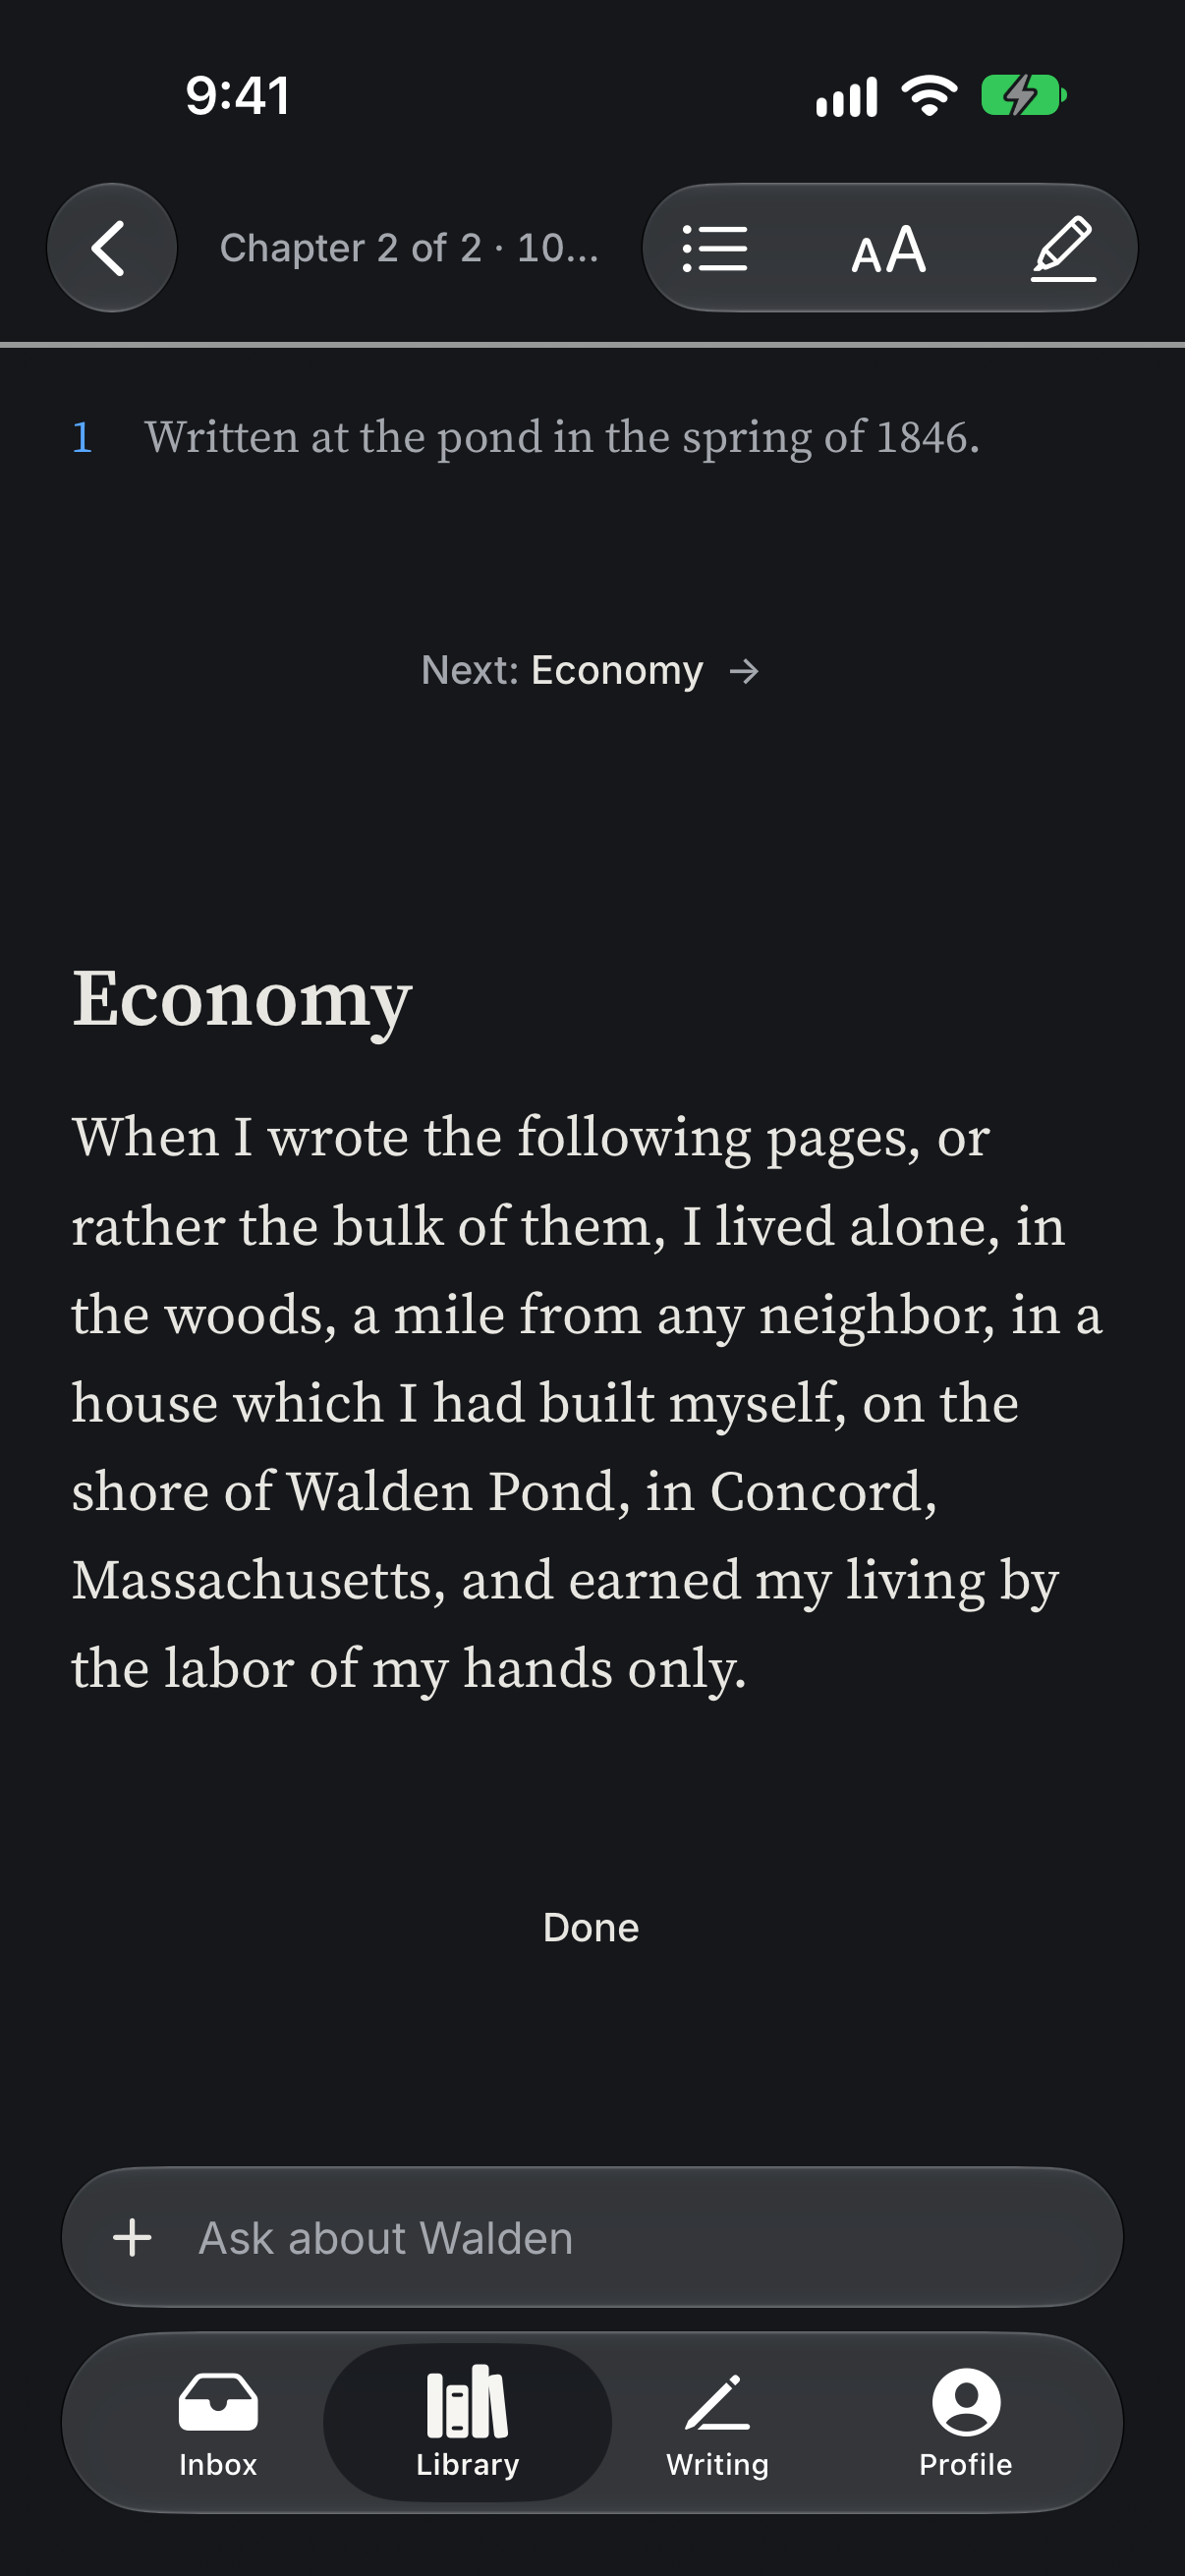 9:41
Chapter 2 of 2 · 10...
AA
1 Written at the pond in the spring of 1846.
Next: Economy →
Economy
When I wrote the following pages, or
rather the bulk of them, I lived alone, in
the woods, a mile from any neighbor, in a
house which I had built myself, on the
shore of Walden Pond, in Concord,
Massachusetts, and earned my living by
the labor of my hands only.
Done
Ask about Walden
Inbox
Library
Writing
Profile